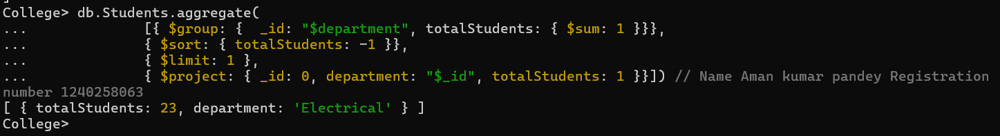 College> db.Students.aggregate(
...              [{ $group: {  _id: "$department", totalStudents: { $sum: 1 }}},
...              { $sort: { totalStudents: -1 }},
...              { $limit: 1 },
...              { $project: { _id: 0, department: "$_id", totalStudents: 1 }}]) // Name Aman kumar pandey Registration
number 1240258063
[ { totalStudents: 23, department: 'Electrical' } ]
College>